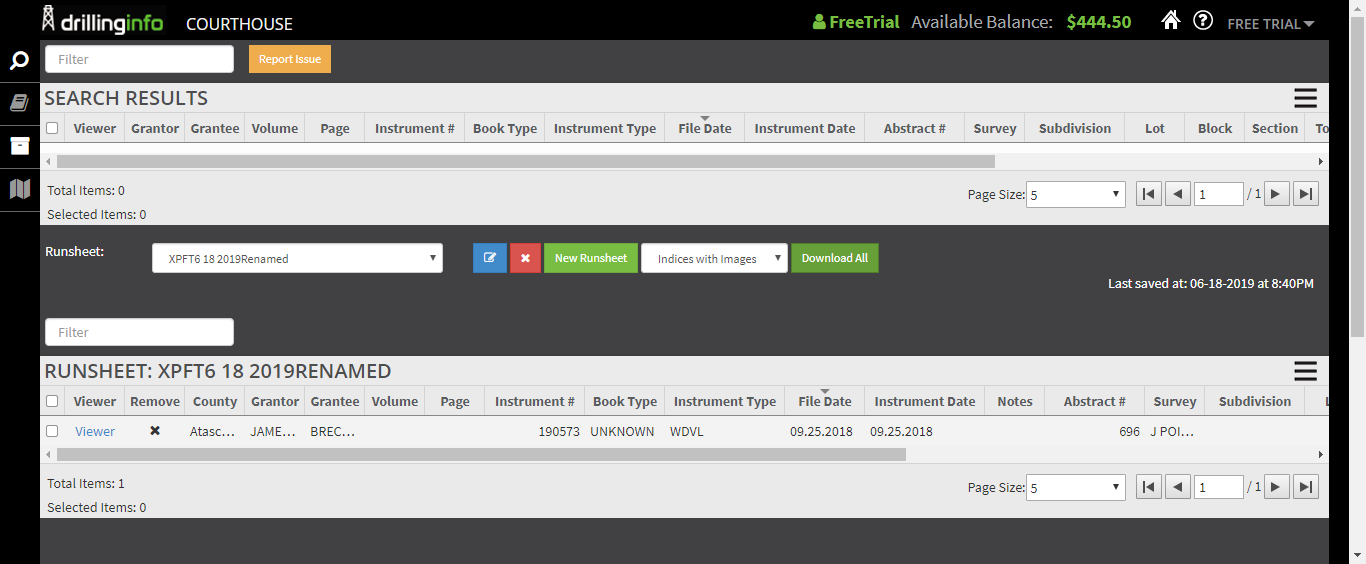 drillinginfo COURTHOUSE FreeTrial Available Balance: $444.50 FREE TRIAL
Filter Report Issue
SEARCH RESULTS
Viewer Grantor Grantee Volume Page Instrument # Book Type Instrument Type File Date Instrument Date Abstract # Survey Subdivision Lot Block Section To
Total Items: 0
Page Size: 5 1 / 1
Selected Items: 0
Runsheet: XPFT6 18 2019Renamed New Runsheet Indices with Images Download All
Last saved at: 06-18-2019 at 8:40PM
Filter
RUNSHEET: XPFT6 18 2019RENAMED
Viewer Remove County Grantor Grantee Volume Page Instrument # Book Type Instrument Type File Date Instrument Date Notes Abstract # Survey Subdivision L
Viewer Atasc... JAME... BREC... 190573 UNKNOWN WDVL 09.25.2018 09.25.2018 696 J POI...
Total Items: 1
Page Size: 5 1 / 1
Selected Items: 0